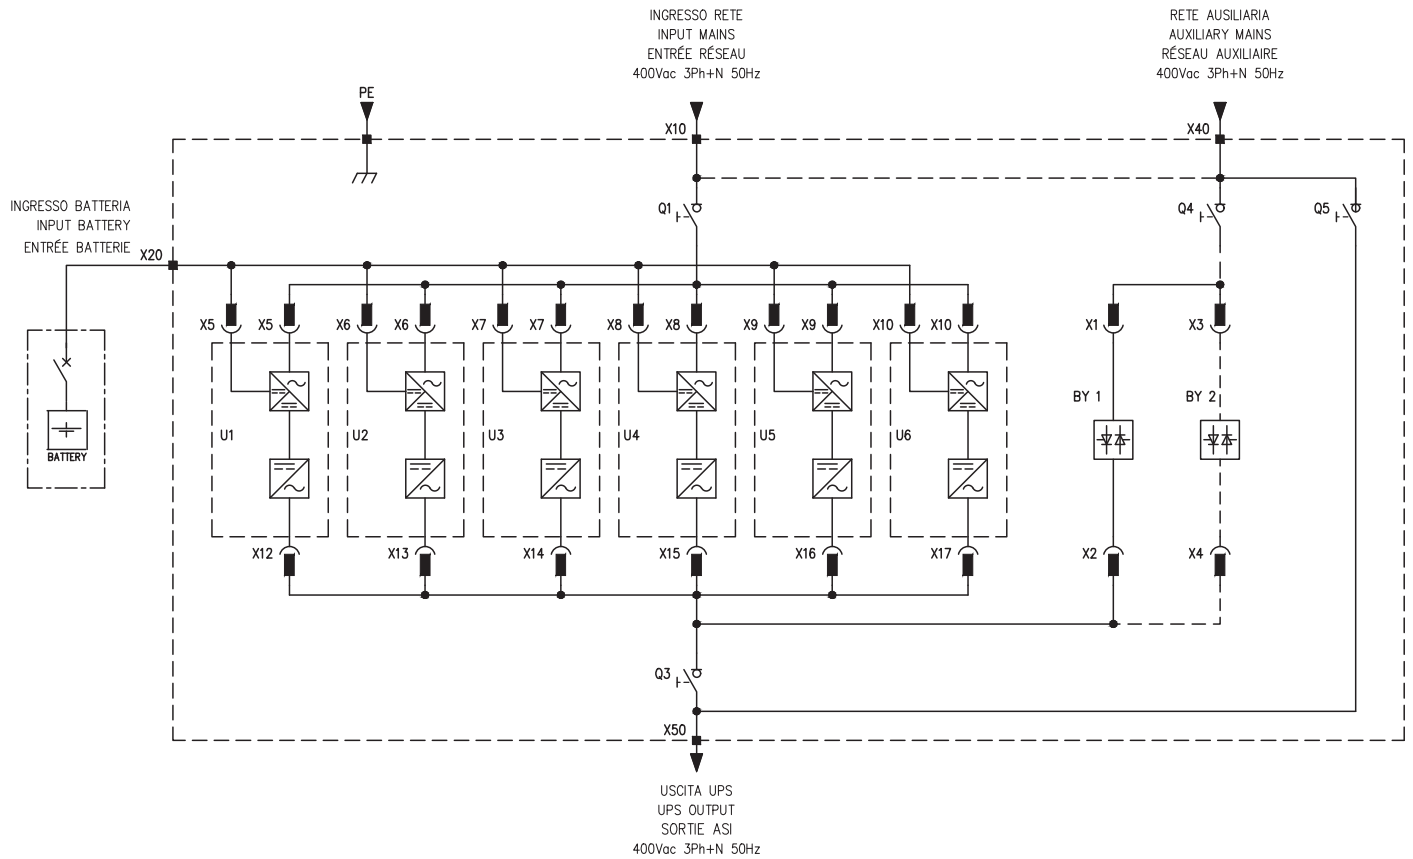 INGRESSO RETE
INPUT MAINS
ENTRÉE RÉSEAU
400Vac 3Ph+N 50Hz
RETE AUSILIARIA
AUXILIARY MAINS
RÉSEAU AUXILIAIRE
400Vac 3Ph+N 50Hz
PE
X10
X40
INGRESSO BATTERIA
INPUT BATTERY
ENTRÉE BATTERIE
X20
Q1
Q4
Q5
X5
X5
X6
X6
X7
X7
X8
X8
X9
X9
X10
X10
X1
X3
BY 1
BY 2
U1
U2
U3
U4
U5
U6
BATTERY
X12
X13
X14
X15
X16
X17
X2
X4
Q3
X50
USCITA UPS
UPS OUTPUT
SORTIE ASI
400Vac 3Ph+N 50Hz